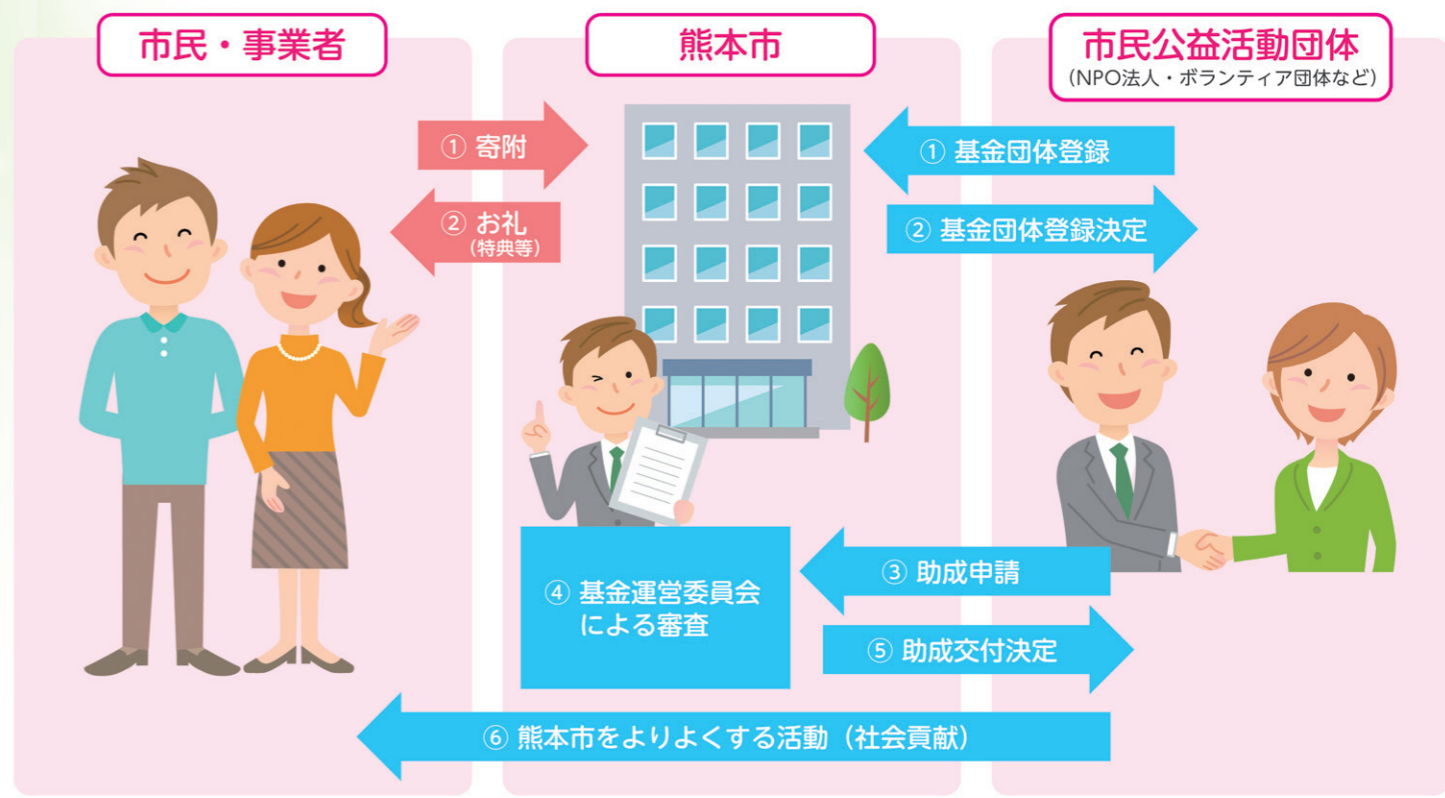 市民・事業者
熊本市
市民公益活動団体
（NPO法人・ボランティア団体など）
① 寄附
② お礼
（特典等）
① 基金団体登録
② 基金団体登録決定
③ 助成申請
④ 基金運営委員会
による審査
⑤ 助成交付決定
⑥ 熊本市をよりよくする活動（社会貢献）